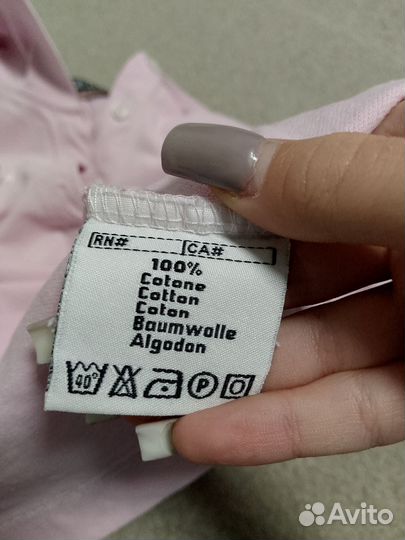 RN# CA#
100%
Cotone
Cotton
Coton
Baumwolle
Algodon
40° P
Avito